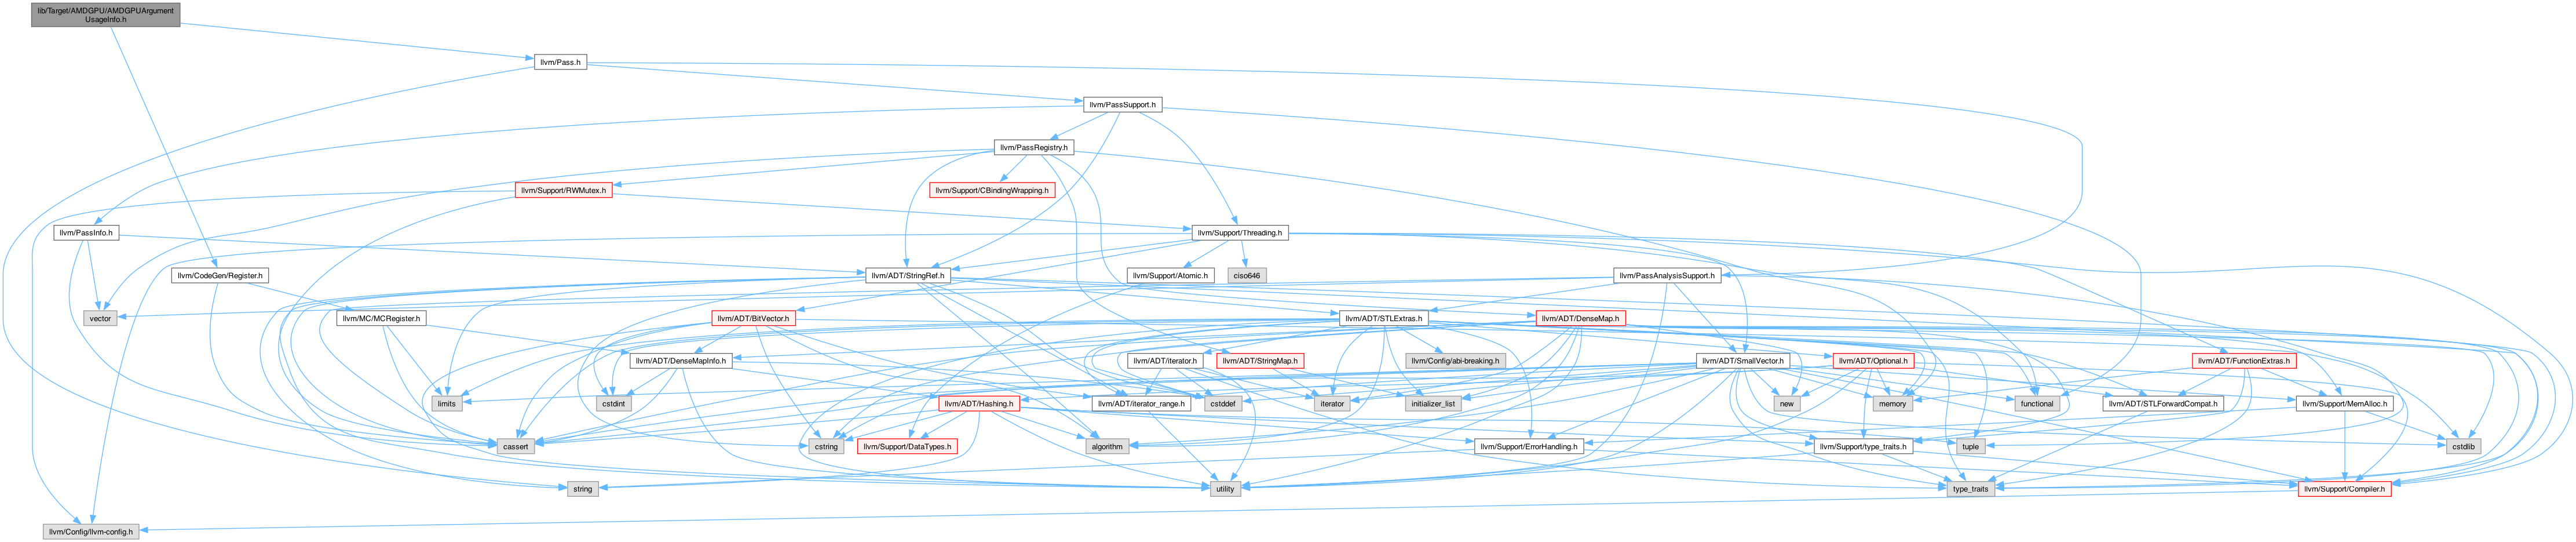 lib/Target/AMDGPU/AMDGPUArgument
UsageInfo.h
llvm/Pass.h
llvm/PassSupport.h
llvm/PassRegistry.h
llvm/Support/RWMutex.h
llvm/Support/CBindingWrapping.h
llvm/PassInfo.h
llvm/Support/Threading.h
llvm/CodeGen/Register.h
llvm/ADT/StringRef.h
llvm/Support/Atomic.h
ciso646
llvm/PassAnalysisSupport.h
vector
llvm/MC/MCRegister.h
llvm/ADT/BitVector.h
llvm/ADT/STLExtras.h
llvm/ADT/DenseMap.h
llvm/ADT/DenseMapInfo.h
llvm/ADT/iterator.h
llvm/ADT/StringMap.h
llvm/Config/abi-breaking.h
llvm/ADT/SmallVector.h
llvm/ADT/Optional.h
llvm/ADT/FunctionExtras.h
limits
cstdint
llvm/ADT/Hashing.h
llvm/ADT/iterator_range.h
cstddef
iterator
initializer_list
new
memory
functional
llvm/ADT/STLForwardCompat.h
llvm/Support/MemAlloc.h
cassert
cstring
llvm/Support/DataTypes.h
algorithm
llvm/Support/ErrorHandling.h
llvm/Support/type_traits.h
tuple
cstdlib
string
utility
type_traits
llvm/Support/Compiler.h
llvm/Config/llvm-config.h